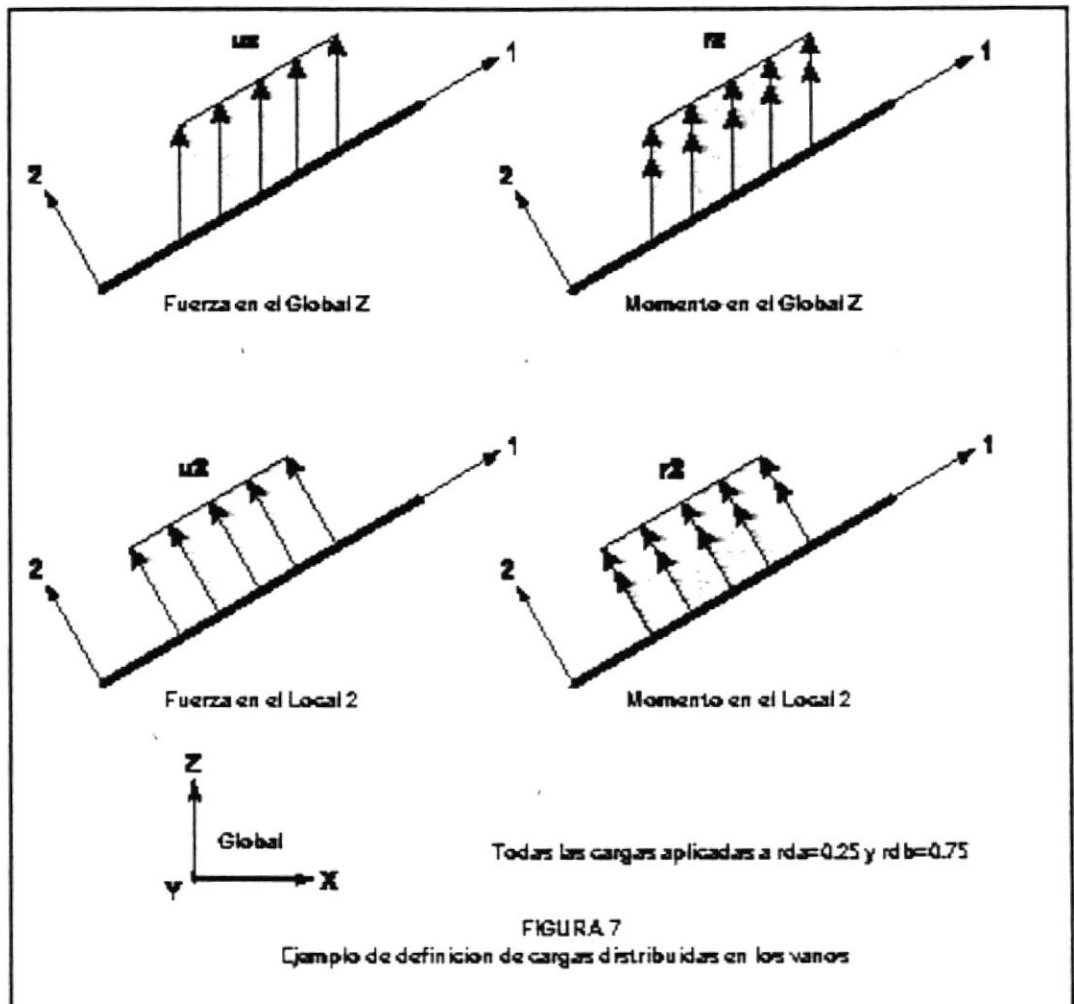 uz
rz
1
1
2
2
Fuerza en el Global Z
Momento en el Global Z
u2
r2
1
1
2
2
Fuerza en el Local 2
Momento en el Local 2
Z
Global
Y
X
Todas las cargas aplicadas a rda=0.25 y rdb=0.75
FIGURA 7
Ejemplo de definicion de cargas distribuidas en los vanos